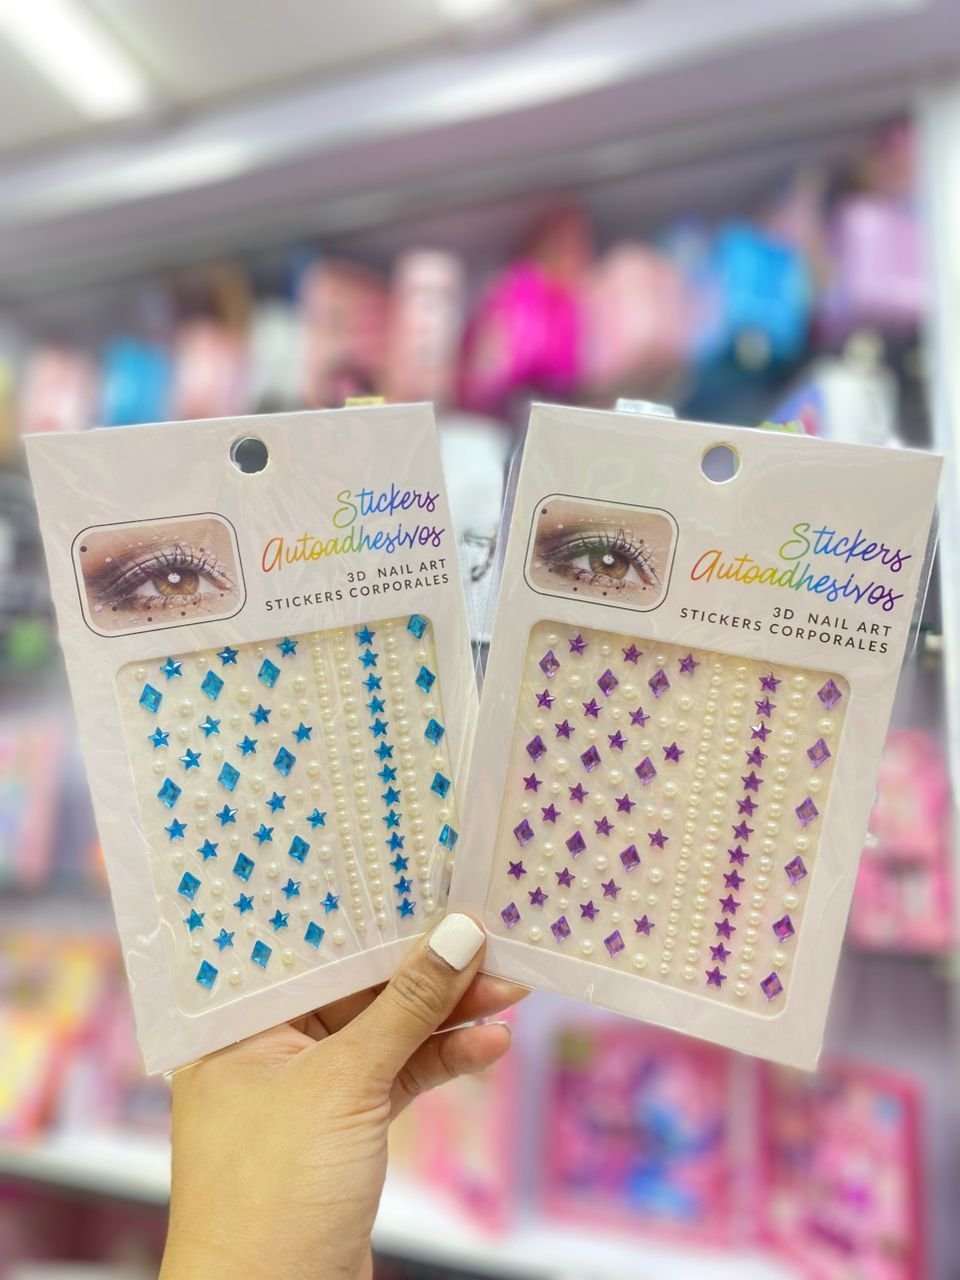 Stickers
Autoadhesivos
3D NAIL ART
STICKERS CORPORALES
Stickers
Autoadhesivos
3D NAIL ART
STICKERS CORPORALES